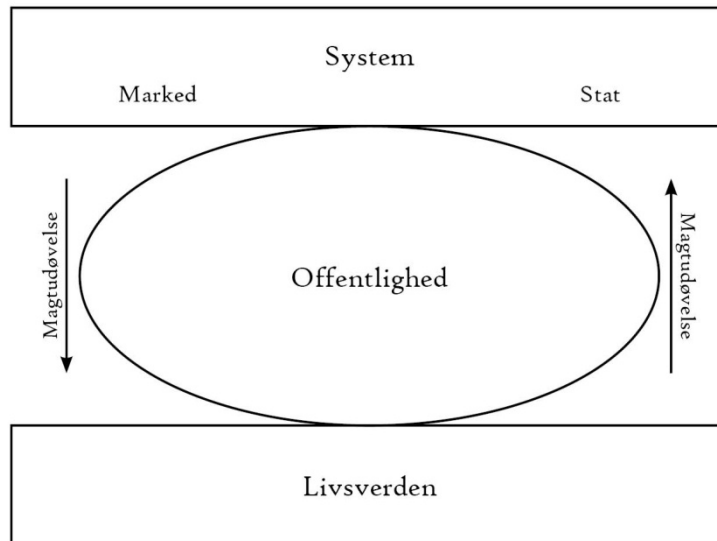 System
Marked
Stat
Magtudøvelse
Offentlighed
Magtudøvelse
Livsverden